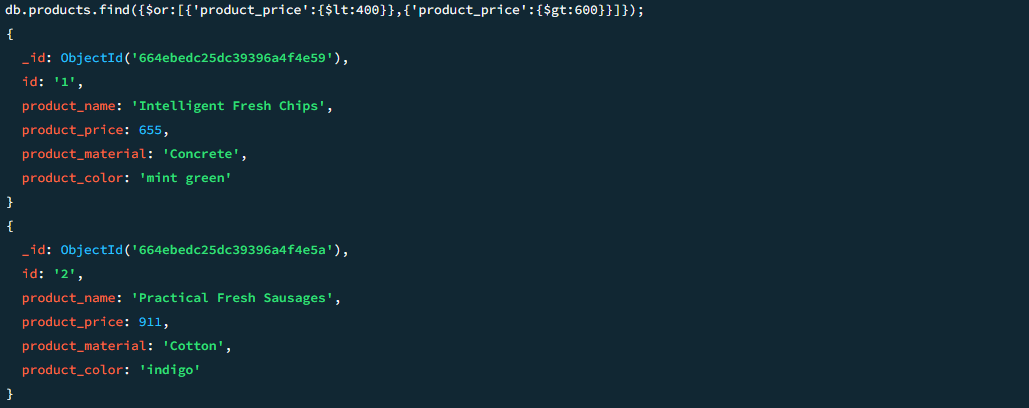 db.products.find({$or:[{'product_price':{$lt:400}},{'product_price':{$gt:600}}]});
{
  _id: ObjectId('664ebedc25dc39396a4f4e59'),
  id: '1',
  product_name: 'Intelligent Fresh Chips',
  product_price: 655,
  product_material: 'Concrete',
  product_color: 'mint green'
}
{
  _id: ObjectId('664ebedc25dc39396a4f4e5a'),
  id: '2',
  product_name: 'Practical Fresh Sausages',
  product_price: 911,
  product_material: 'Cotton',
  product_color: 'indigo'
}